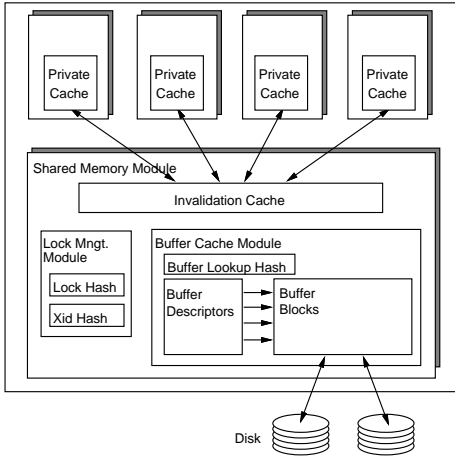 Private
Cache
Private
Cache
Private
Cache
Private
Cache
Shared Memory Module
Invalidation Cache
Lock Mngt.
Module
Lock Hash
Xid Hash
Buffer Cache Module
Buffer Lookup Hash
Buffer
Descriptors
Buffer
Blocks
Disk